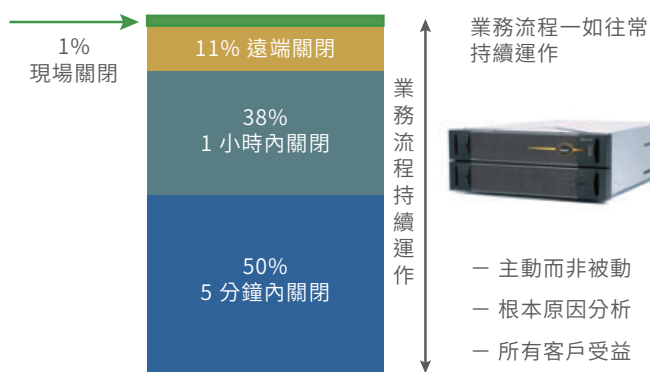 1%
現場關閉
11% 遠端關閉
38%
1 小時內關閉
50%
5 分鐘內關閉
業務流程持續運作
業務流程一如往常
持續運作
— 主動而非被動
— 根本原因分析
— 所有客戶受益